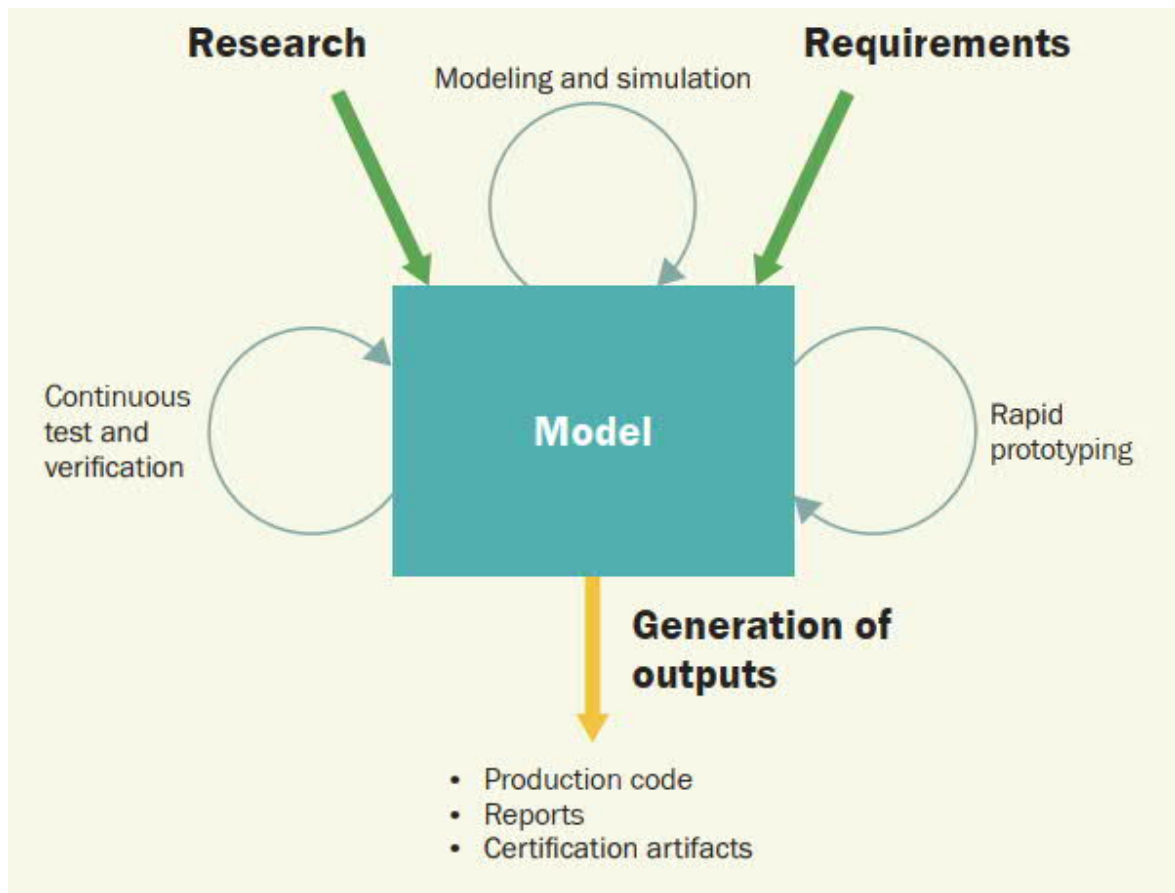 Research
Requirements
Modeling and simulation
Continuous
test and
verification
Model
Rapid
prototyping
Generation of
outputs
• Production code
• Reports
• Certification artifacts